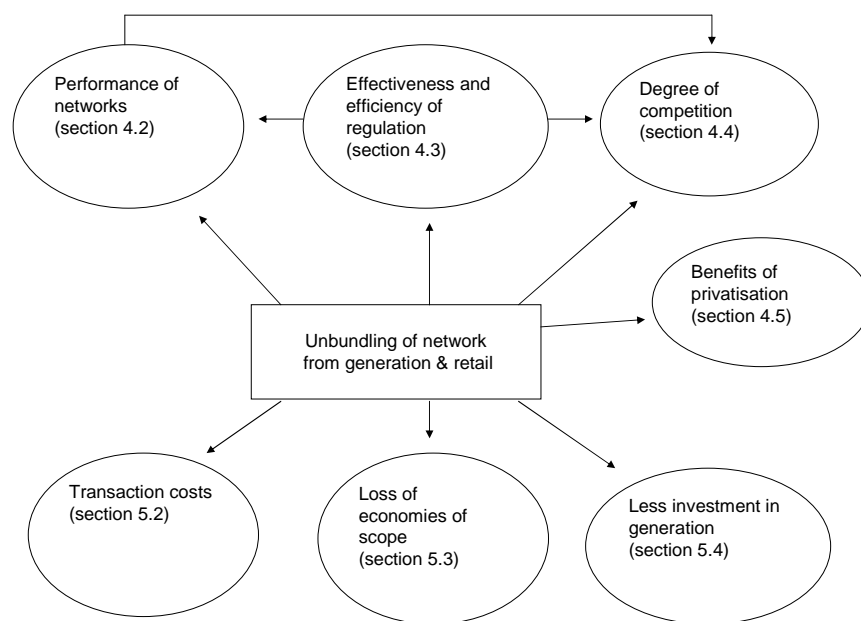 Performance of
networks
(section 4.2)
Effectiveness and
efficiency of
regulation
(section 4.3)
Degree of
competition
(section 4.4)
Benefits of
privatisation
(section 4.5)
Unbundling of network
from generation & retail
Transaction costs
(section 5.2)
Loss of
economies of
scope
(section 5.3)
Less investment in
generation
(section 5.4)